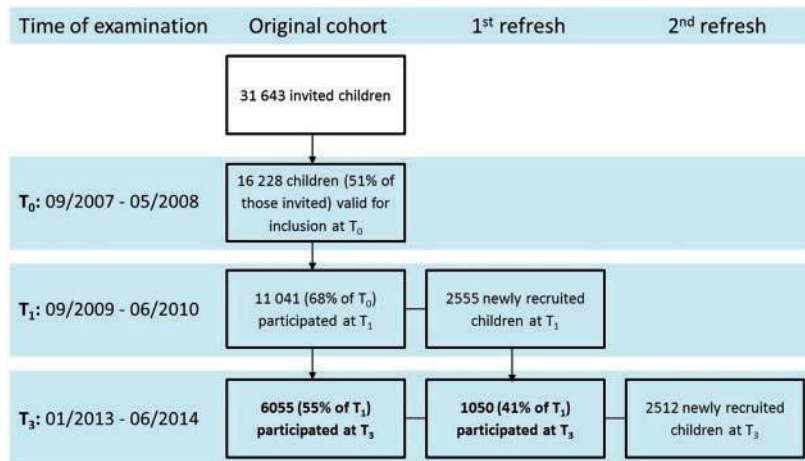 Time of examination Original cohort 1st refresh 2nd refresh
31 643 invited children
T0: 09/2007 - 05/2008
16 228 children (51% of
those invited) valid for
inclusion at T0
T1: 09/2009 - 06/2010
11 041 (68% of T0)
participated at T1
2555 newly recruited
children at T1
T3: 01/2013 - 06/2014
6055 (55% of T1)
participated at T3
1050 (41% of T1)
participated at T3
2512 newly recruited
children at T3